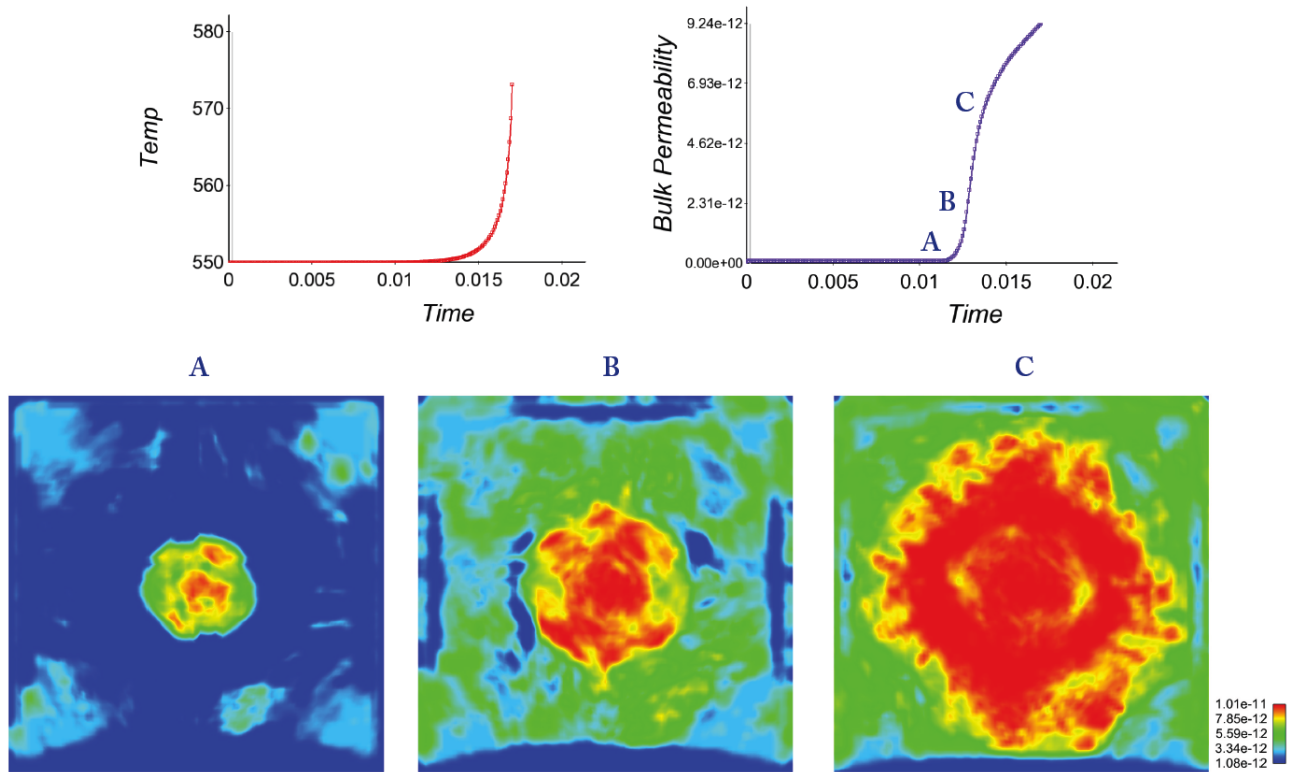 580
570
560
550
Temp
0 0.005 0.01 0.015 0.02
Time
9.24e-12
6.93e-12
4.62e-12
2.31e-12
0.00e+00
Bulk Permeability
C
B
A
0 0.005 0.01 0.015 0.02
Time
A B C
1.01e-11
7.85e-12
5.59e-12
3.34e-12
1.08e-12